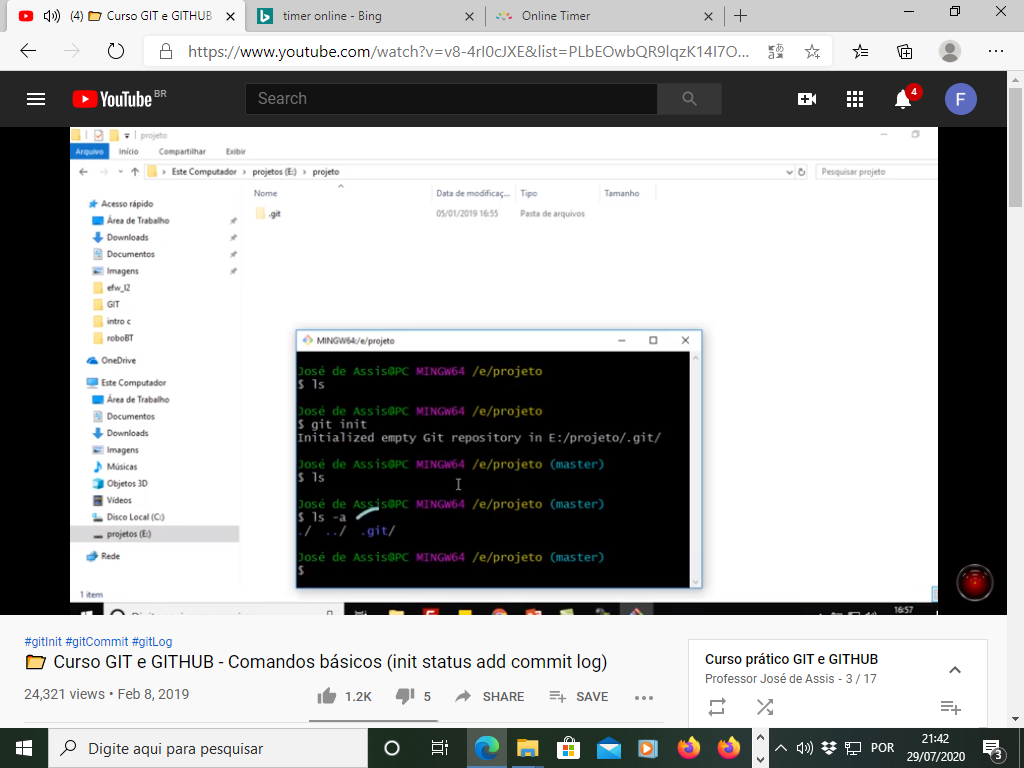 (4) 📂 Curso GIT e GITHUB
timer online - Bing
Online Timer
https://www.youtube.com/watch?v=v8-4rI0cJXE&list=PLbEOwbQR9lqzK14I7O...
YouTube BR
Search
4
F
projeto
Arquivo Início Compartilhar Exibir
Este Computador > projetos (E:) > projeto
Pesquisar projeto
Nome Data de modificaç... Tipo Tamanho
.git 05/01/2019 16:55 Pasta de arquivos
Acesso rápido
Área de Trabalho
Downloads
Documentos
Imagens
efw_l2
GIT
intro c
roboBT
OneDrive
Este Computador
Área de Trabalho
Documentos
Downloads
Imagens
Músicas
Objetos 3D
Vídeos
Disco Local (C:)
projetos (E:)
Rede
1 item
MINGW64:/e/projeto
José de Assis@PC MINGW64 /e/projeto
$ ls
José de Assis@PC MINGW64 /e/projeto
$ git init
Initialized empty Git repository in E:/projeto/.git/
José de Assis@PC MINGW64 /e/projeto (master)
$ ls
José de Assis@PC MINGW64 /e/projeto (master)
$ ls -a
./ ../ .git/
José de Assis@PC MINGW64 /e/projeto (master)
$
16:57
#gitInit #gitCommit #gitLog
📂 Curso GIT e GITHUB - Comandos básicos (init status add commit log)
24,321 views • Feb 8, 2019
1.2K 5 SHARE SAVE
Curso prático GIT e GITHUB
Professor José de Assis - 3 / 17
Digite aqui para pesquisar
POR
21:42
29/07/2020
3